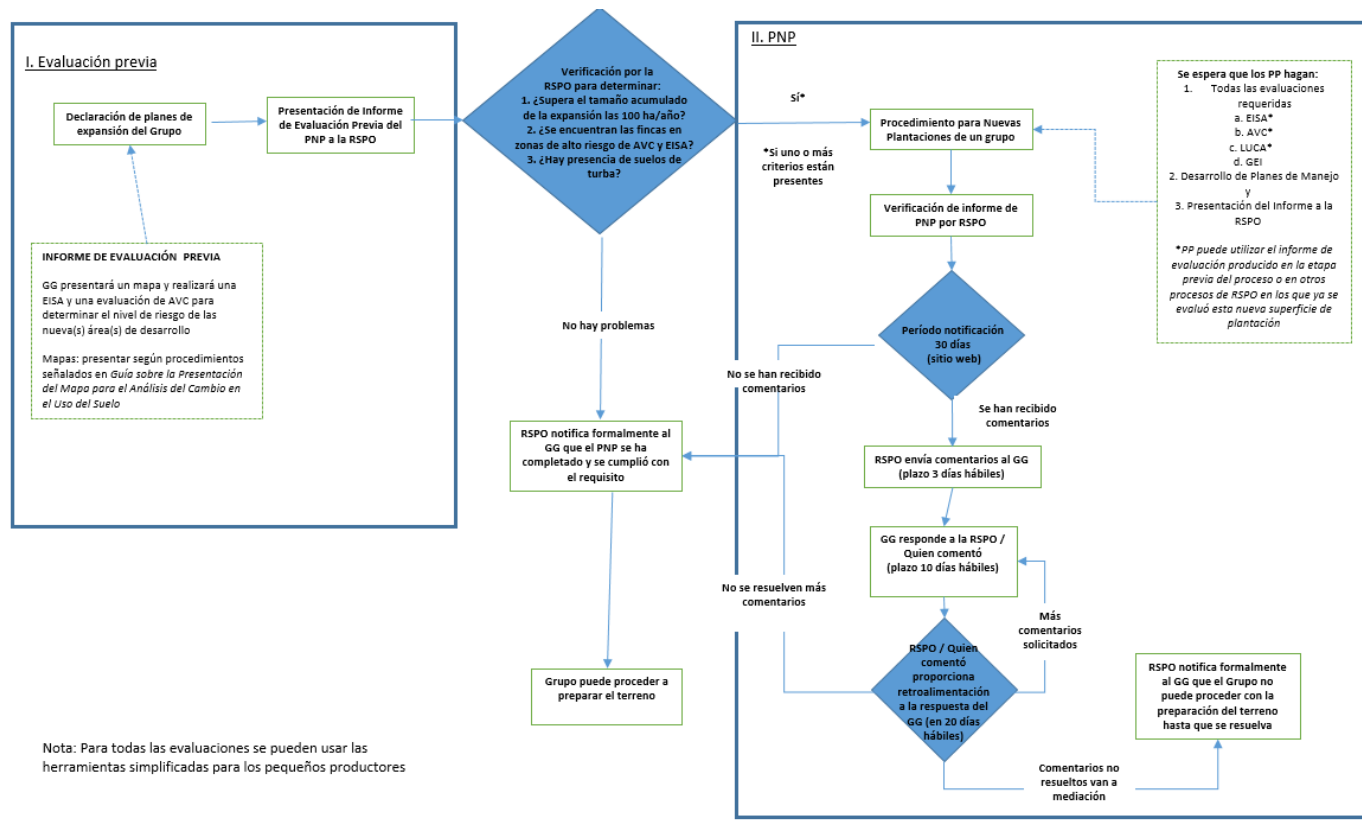 I. Evaluación previa
Declaración de planes de
expansión del Grupo
Presentación de Informe
de Evaluación Previa del
PNP a la RSPO
INFORME DE EVALUACIÓN PREVIA
GG presentará un mapa y realizará una
EISA y una evaluación de AVC para
determinar el nivel de riesgo de las
nueva(s) área(s) de desarrollo
Mapas: presentar según procedimientos
señalados en Guía sobre la Presentación
del Mapa para el Análisis del Cambio en
el Uso del Suelo
Verificación por la
RSPO para determinar:
1. ¿Supera el tamaño acumulado
de la expansión las 100 ha/año?
2. ¿Se encuentran las fincas en
zonas de alto riesgo de AVC y EISA?
3. ¿Hay presencia de suelos de
turba?
No hay problemas
RSPO notifica formalmente al
GG que el PNP se ha
completado y se cumplió con
el requisito
Grupo puede proceder a
preparar el terreno
II. PNP
Sí*
*Si uno o más
criterios están
presentes
Procedimiento para Nuevas
Plantaciones de un grupo
Se espera que los PP hagan:
1. Todas las evaluaciones
requeridas
a. EISA*
b. AVC*
c. LUCA*
d. GEI
2. Desarrollo de Planes de Manejo
y
3. Presentación del Informe a la
RSPO
*PP puede utilizar el informe de
evaluación producido en la etapa
previa del proceso o en otros
procesos de RSPO en los que ya se
evaluó esta nueva superficie de
plantación
Verificación de informe de
PNP por RSPO
Período notificación
30 días
(sitio web)
No se han recibido
comentarios
Se han recibido
comentarios
RSPO envía comentarios al GG
(plazo 3 días hábiles)
GG responde a la RSPO /
Quien comentó
(plazo 10 días hábiles)
No se resuelven más
comentarios
Más
comentarios
solicitados
RSPO / Quien
comentó
proporciona
retroalimentación
a la respuesta del
GG (en 20 días
hábiles)
RSPO notifica formalmente
al GG que el Grupo no
puede proceder con la
preparación del terreno
hasta que se resuelva
Comentarios no
resueltos van a
mediación
Nota: Para todas las evaluaciones se pueden usar las
herramientas simplificadas para los pequeños productores